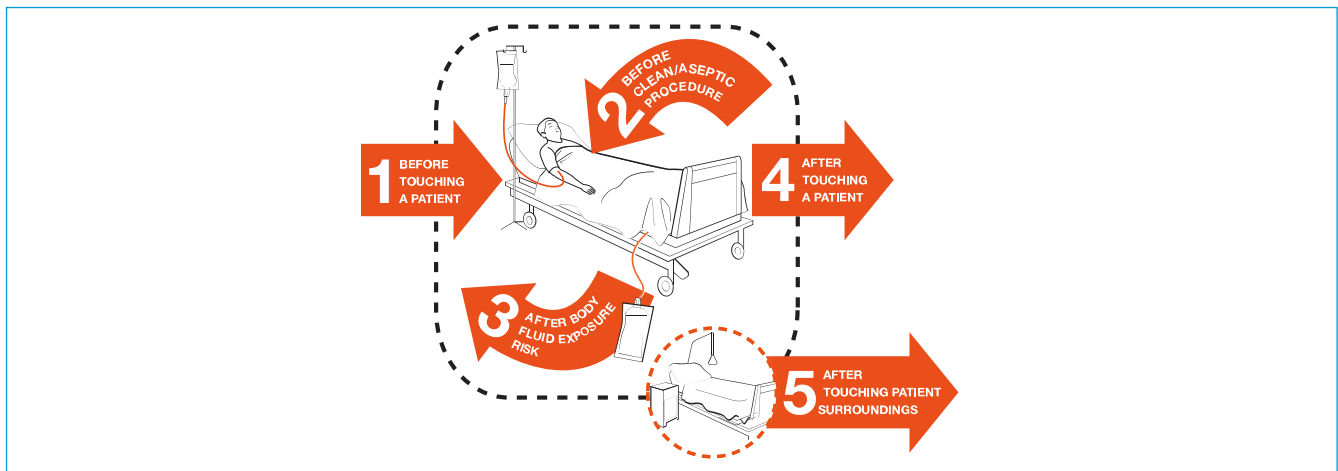 1
BEFORE
TOUCHING
A PATIENT
2
BEFORE
CLEAN/ASEPTIC
PROCEDURE
3
AFTER BODY
FLUID EXPOSURE
RISK
4
AFTER
TOUCHING
A PATIENT
5
AFTER
TOUCHING PATIENT
SURROUNDINGS